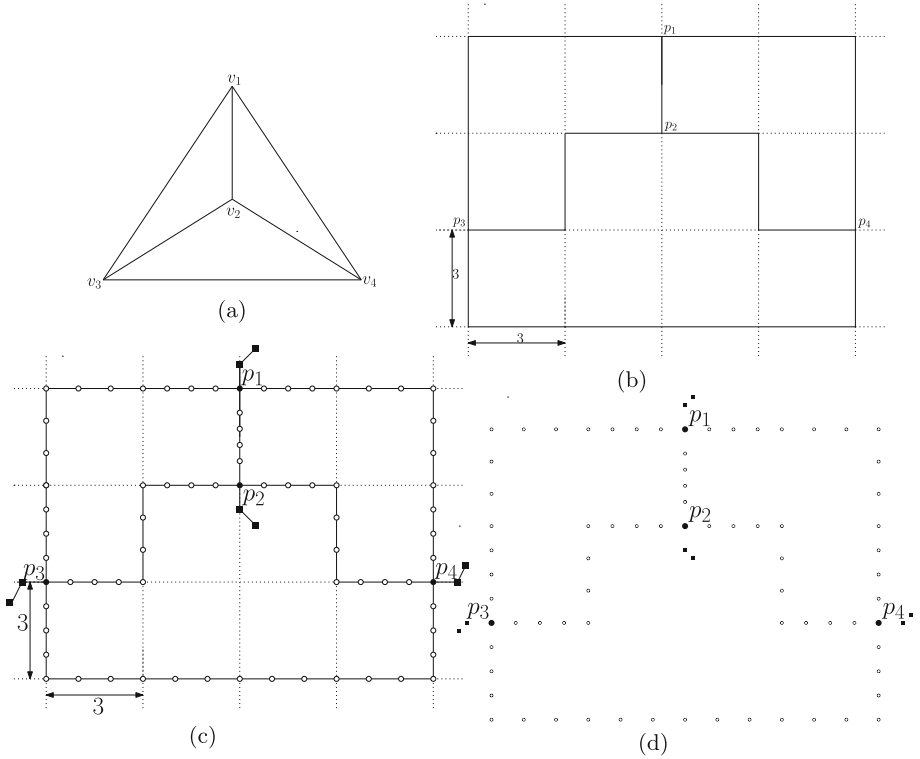 v₁
v₂
v₃
v₄
(a)
p₁
p₂
p₃
p₄
3
3
(b)
p₁
p₂
p₃
p₄
3
3
(c)
p₁
p₂
p₃
p₄
(d)